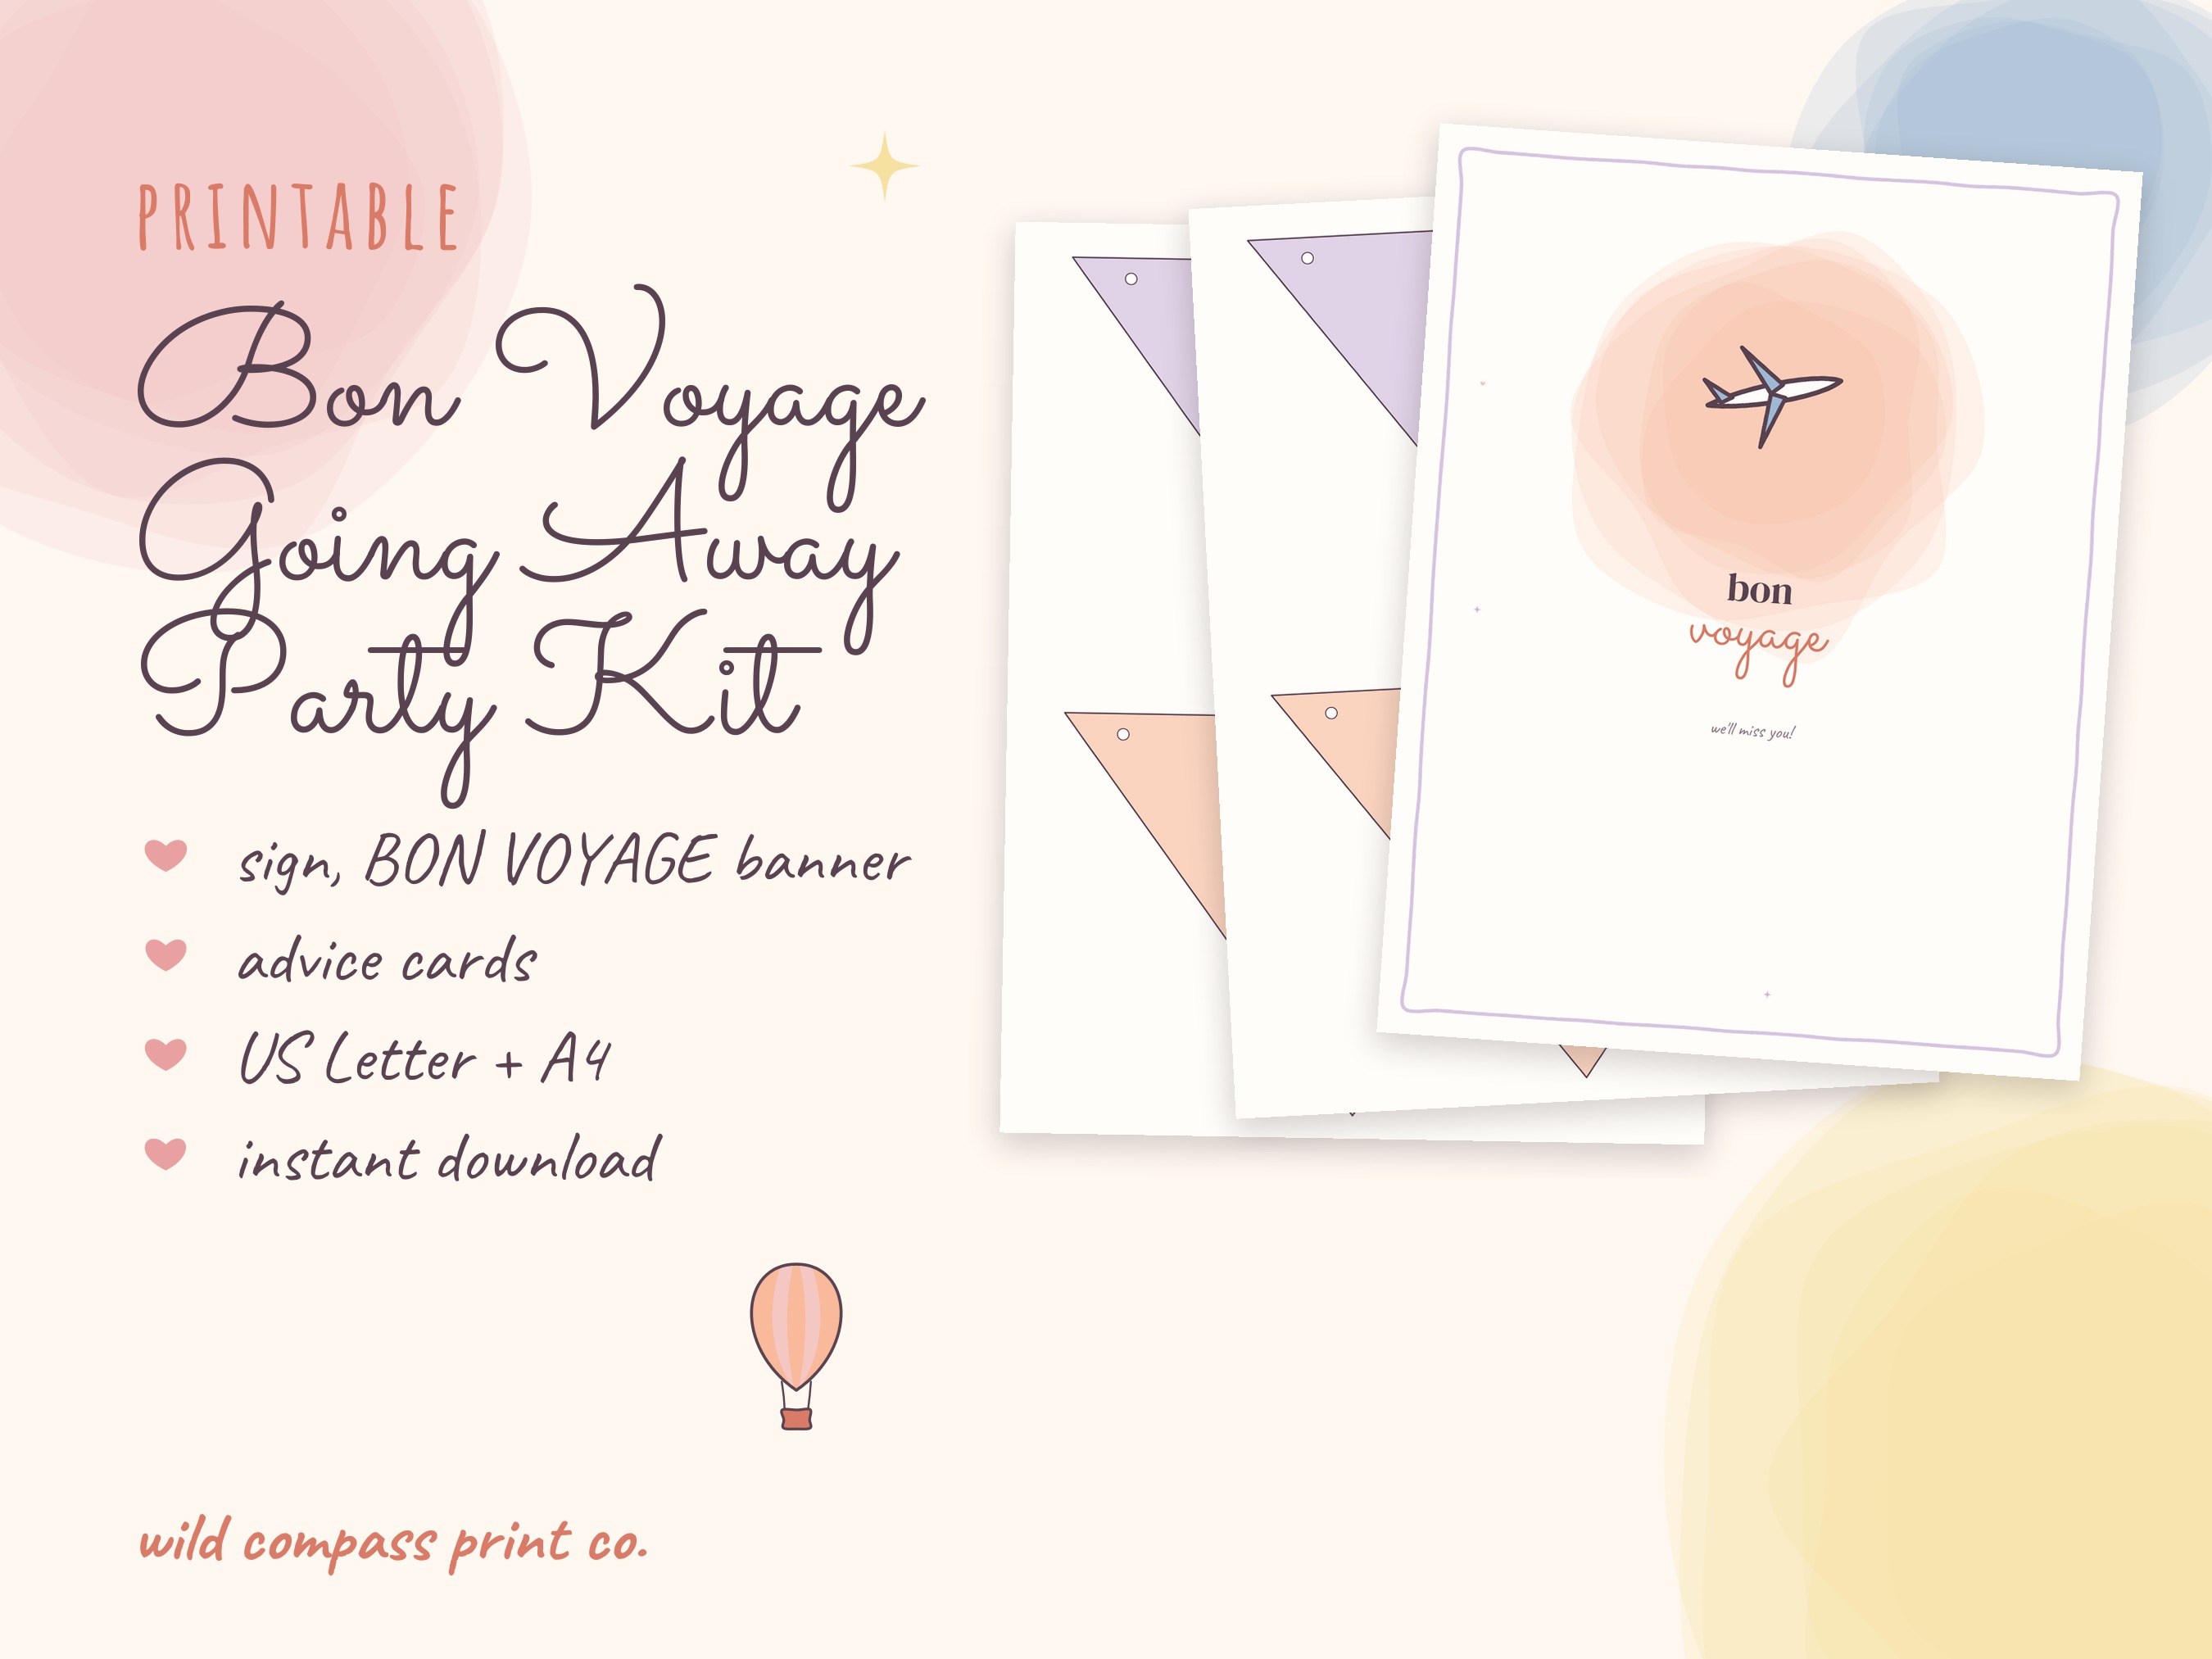 PRINTABLE
Bon Voyage
Going Away
Party Kit
sign, BON VOYAGE banner
advice cards
US Letter + A4
instant download
wild compass print co.
bon
voyage
we'll miss you!